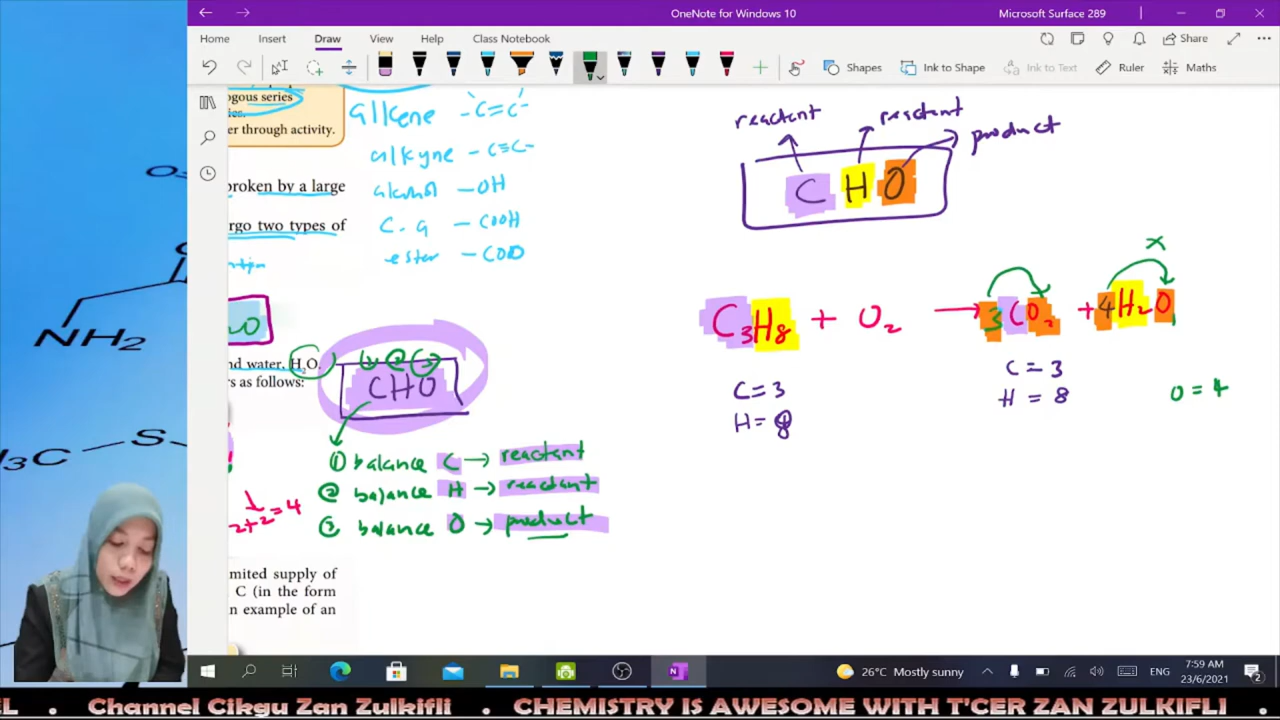 OneNote for Windows 10
Microsoft Surface 289
Home
Insert
Draw
View
Help
Class Notebook
Share
Shapes
Ink to Shape
Ink to Text
Ruler
Maths
ogous series
er through activity.
proken by a large
rgo two types of
nd water, H2O.
rs as follows:
mited supply of
C (in the form
n example of an
alkene -C=C-
alkyne -C≡C-
alcohol -OH
C.a - COOH
ester - COO
CHO
① balance C → reactant
② balance H → reactant
③ balance O → product
reactant
reactant
product
C H O
C3H8 + O2 → 3CO2 + 4H2O
x
C = 3
H = 8
C = 3
H = 8
O = 4
NH2
3C
S
26°C Mostly sunny
ENG
7:59 AM
23/6/2021
EL . Channel Cikgu Zan Zulkifli . CHEMISTRY IS AWESOME WITH T'CER ZAN ZULKIFLI .